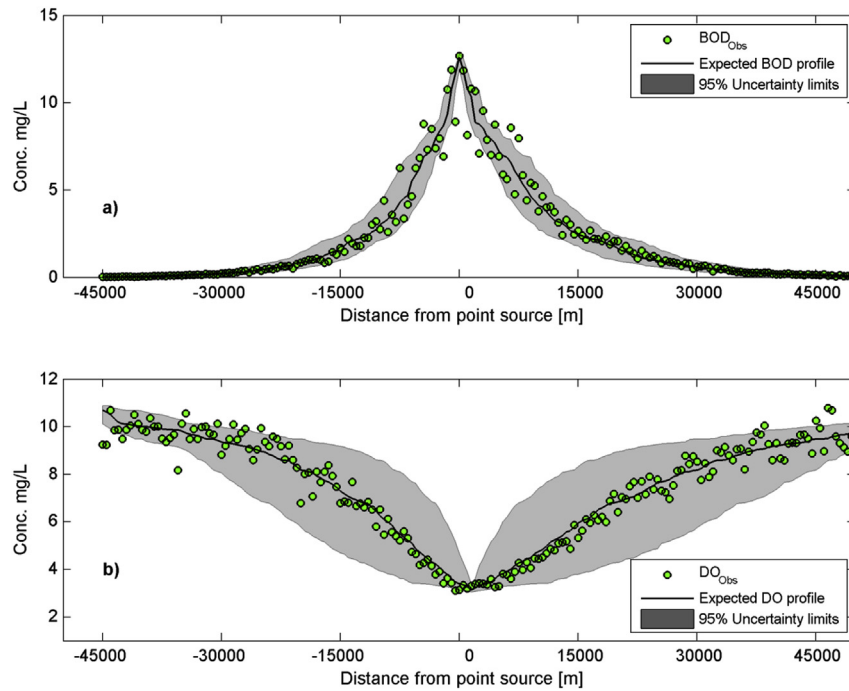 15
10
5
0
Conc. mg/L
a)
BOD_Obs
Expected BOD profile
95% Uncertainty limits
-45000 -30000 -15000 0 15000 30000 45000
Distance from point source [m]
12
10
8
6
4
2
Conc. mg/L
b)
DO_Obs
Expected DO profile
95% Uncertainty limits
-45000 -30000 -15000 0 15000 30000 45000
Distance from point source [m]